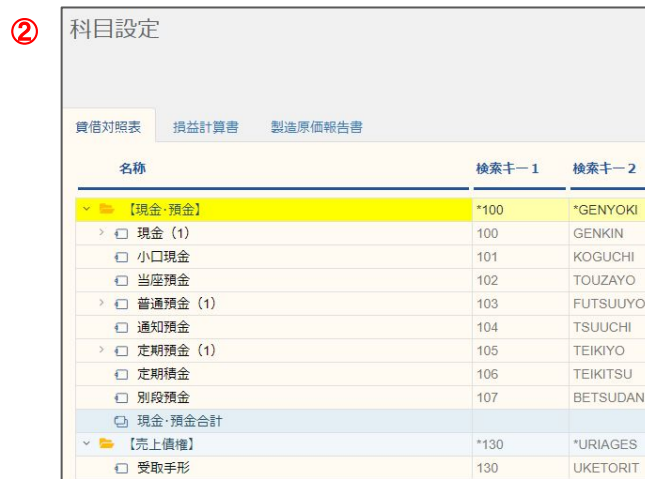 ②
科目設定
貸借対照表 損益計算書 製造原価報告書
名称 検索キー1 検索キー2
【現金･預金】 *100 *GENYOKI
現金（1） 100 GENKIN
小口現金 101 KOGUCHI
当座預金 102 TOUZAYO
普通預金（1） 103 FUTSUUYO
通知預金 104 TSUUCHI
定期預金（1） 105 TEIKIYO
定期積金 106 TEIKITSU
別段預金 107 BETSUDAN
現金･預金合計
【売上債権】 *130 *URIAGES
受取手形 130 UKETORIT